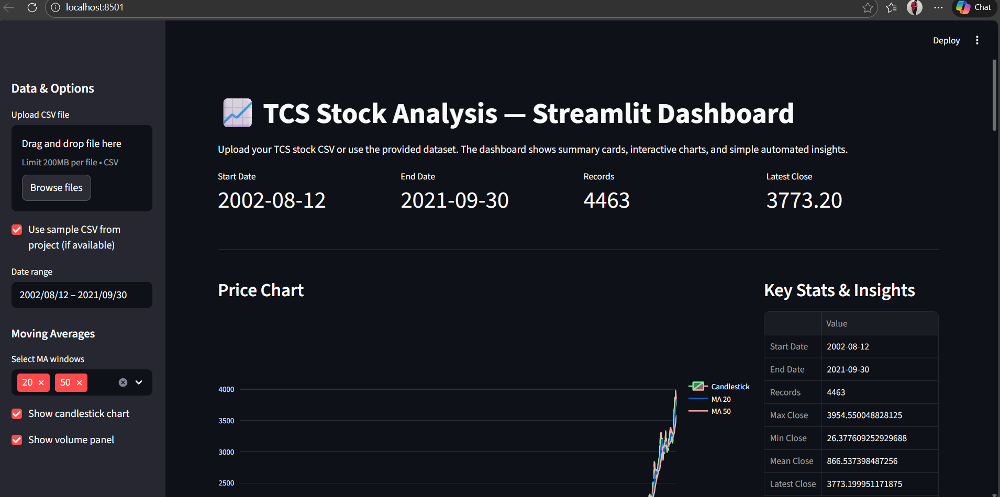 localhost:8501
Chat
Deploy
Data & Options
Upload CSV file
Drag and drop file here
Limit 200MB per file • CSV
Browse files
Use sample CSV from
project (if available)
Date range
2002/08/12 – 2021/09/30
Moving Averages
Select MA windows
20
50
Show candlestick chart
Show volume panel
TCS Stock Analysis — Streamlit Dashboard
Upload your TCS stock CSV or use the provided dataset. The dashboard shows summary cards, interactive charts, and simple automated insights.
Start Date
2002-08-12
End Date
2021-09-30
Records
4463
Latest Close
3773.20
Price Chart
4000
3500
3000
2500
Candlestick
MA 20
MA 50
Key Stats & Insights
Value
Start Date 2002-08-12
End Date 2021-09-30
Records 4463
Max Close 3954.550048828125
Min Close 26.377609252929688
Mean Close 866.537398487256
Latest Close 3773.199951171875